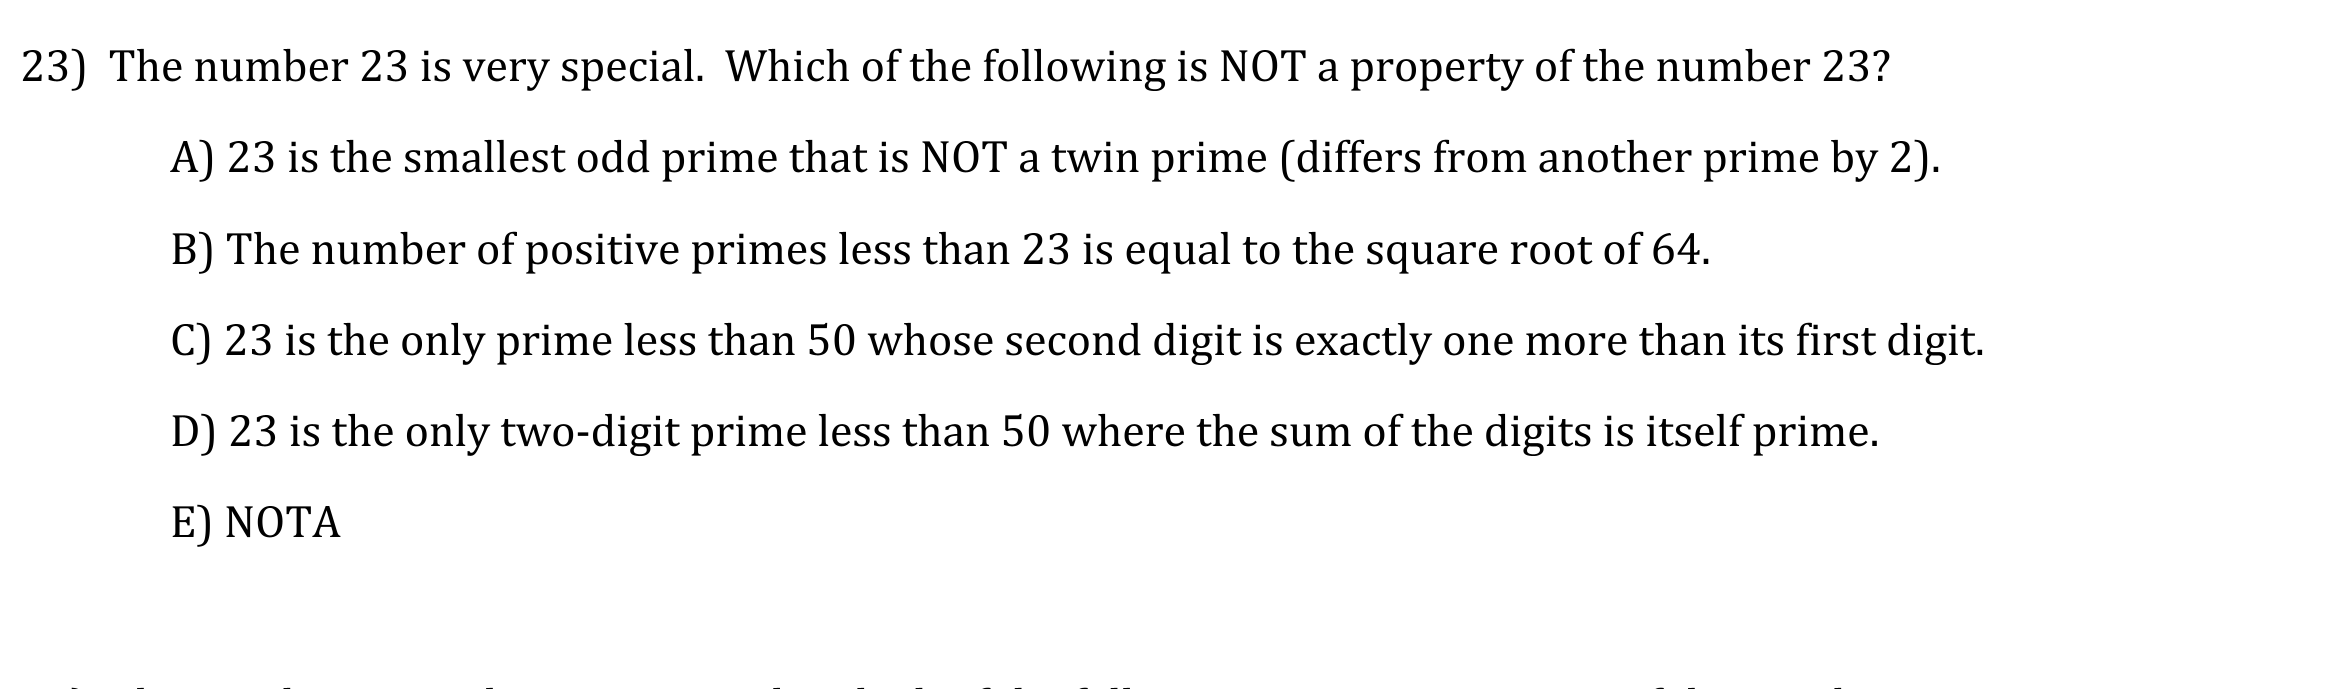 23) The number 23 is very special. Which of the following is NOT a property of the number 23?
A) 23 is the smallest odd prime that is NOT a twin prime (differs from another prime by 2).
B) The number of positive primes less than 23 is equal to the square root of 64.
C) 23 is the only prime less than 50 whose second digit is exactly one more than its first digit.
D) 23 is the only two-digit prime less than 50 where the sum of the digits is itself prime.
E) NOTA